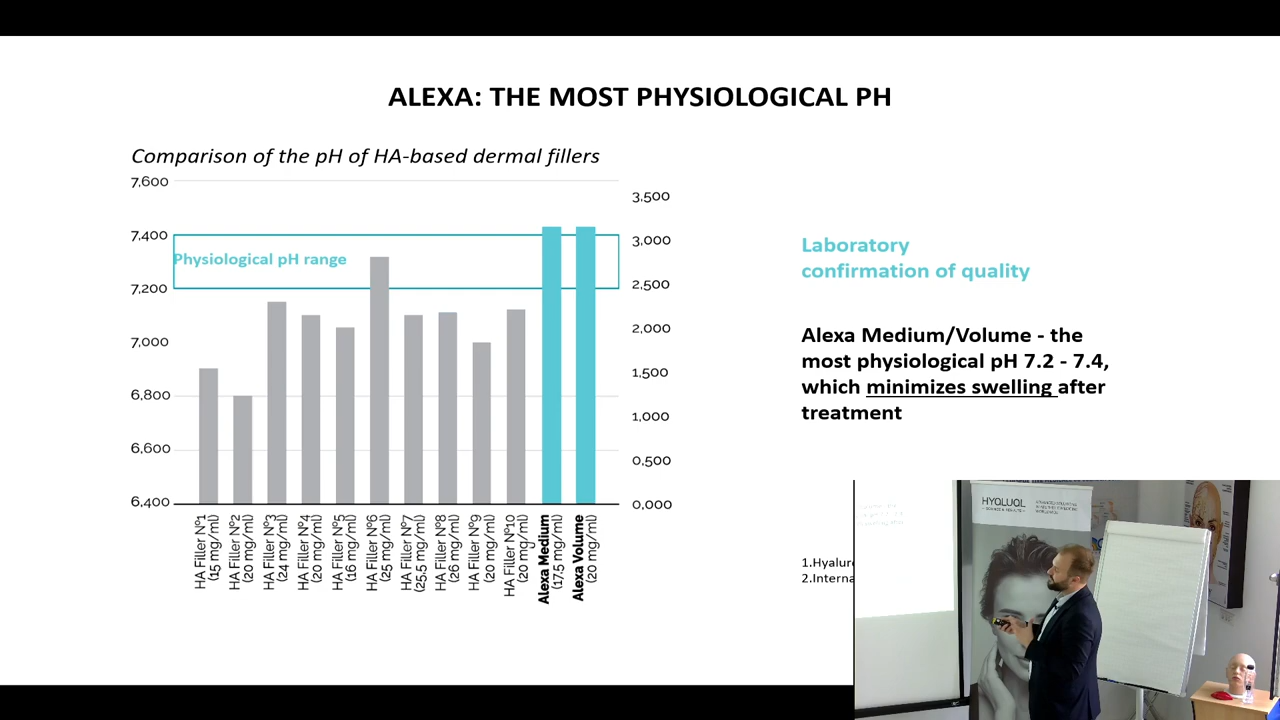 ALEXA: THE MOST PHYSIOLOGICAL PH
Comparison of the pH of HA-based dermal fillers
7,600
7,400
7,200
7,000
6,800
6,600
6,400
Physiological pH range
3,500
3,000
2,500
2,000
1,500
1,000
0,500
0,000
HA Filler Nº1
(15 mg/ml)
HA Filler Nº2
(20 mg/ml)
HA Filler Nº3
(24 mg/ml)
HA Filler Nº4
(20 mg/ml)
HA Filler Nº5
(16 mg/ml)
HA Filler Nº6
(25 mg/ml)
HA Filler Nº7
(25,5 mg/ml)
HA Filler Nº8
(26 mg/ml)
HA Filler Nº9
(20 mg/ml)
HA Filler Nº10
(20 mg/ml)
Alexa Medium
(17,5 mg/ml)
Alexa Volume
(20 mg/ml)
Laboratory
confirmation of quality
Alexa Medium/Volume - the
most physiological pH 7.2 - 7.4,
which minimizes swelling after
treatment
1.Hyalur
2.Interna
HYALUAL